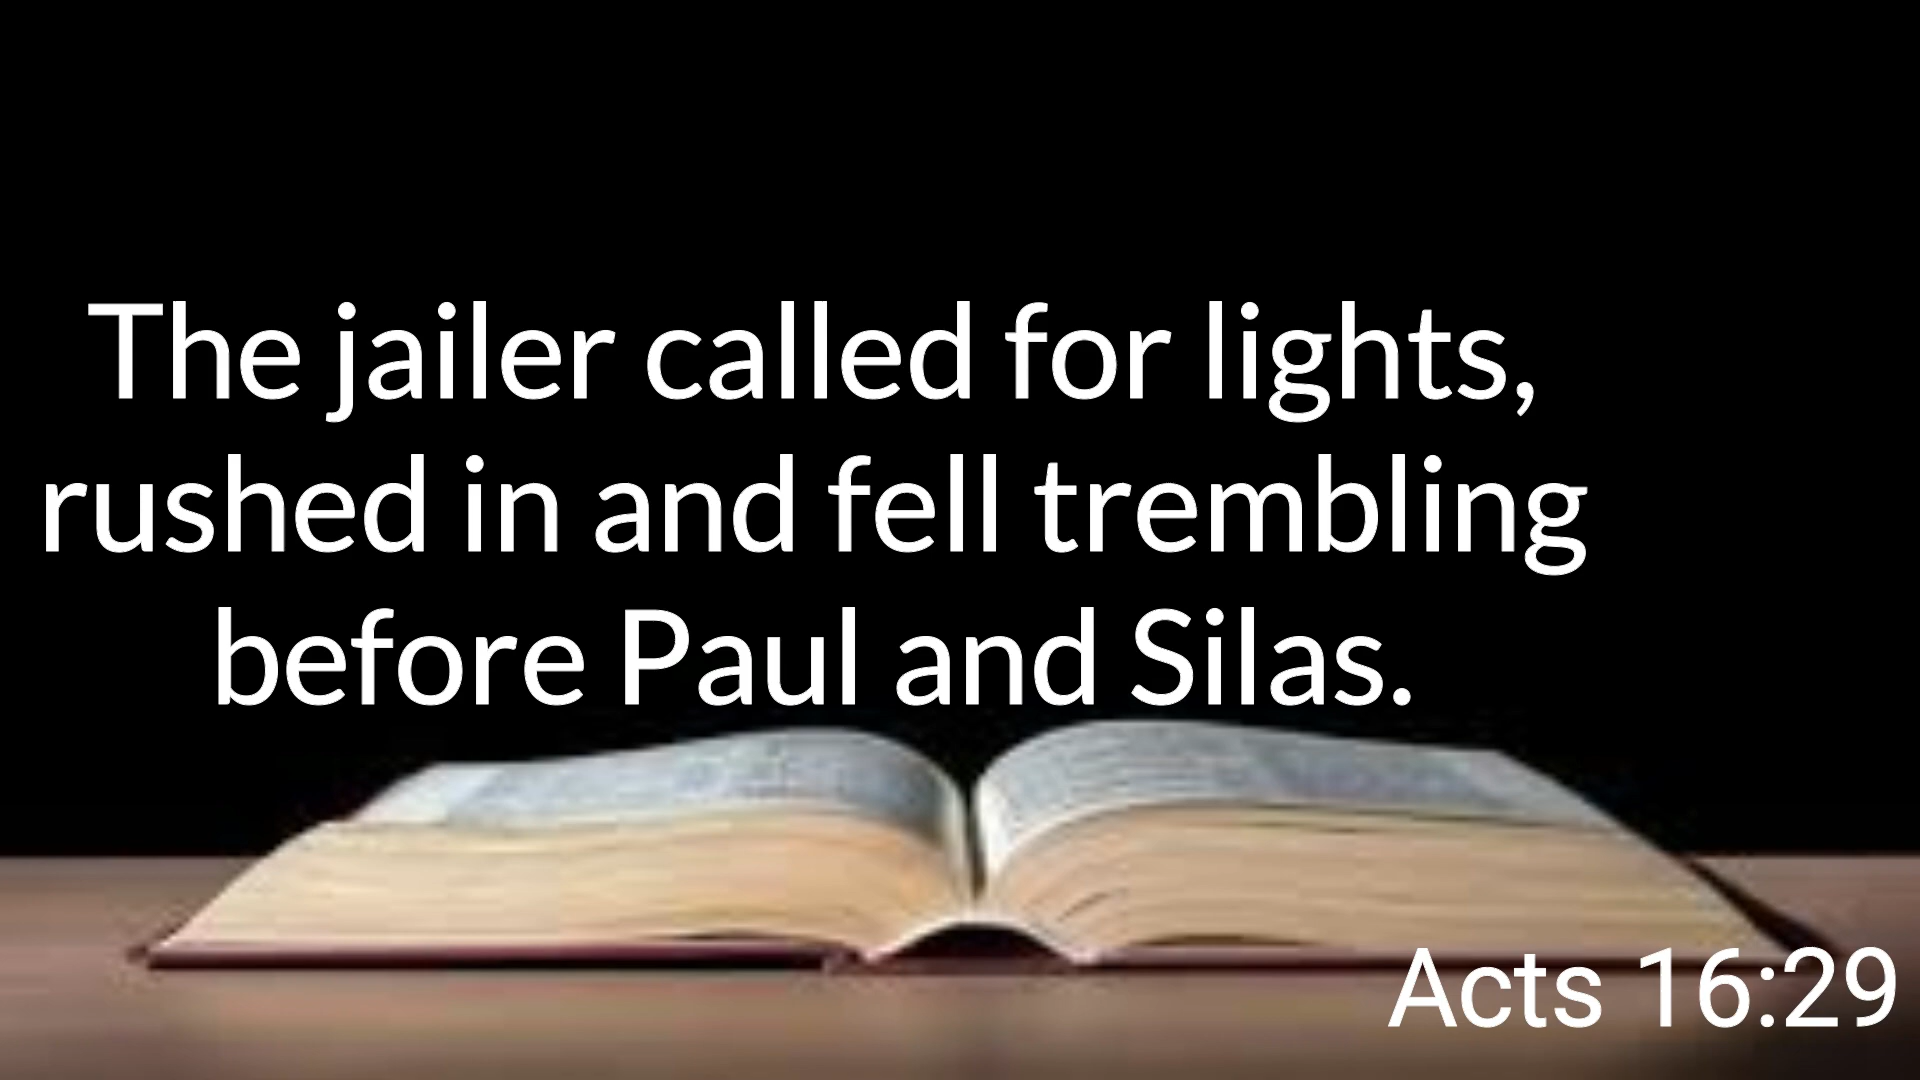 The jailer called for lights,
rushed in and fell trembling
before Paul and Silas.
Acts 16:29